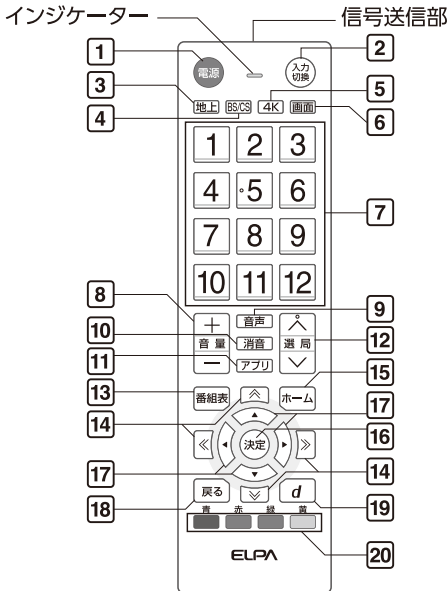 インジケーター
信号送信部
1
2
電源
入力
切換
3
4
5
6
地上 BS/CS 4K 画面
1 2 3
4 5 6
7 8 9
10 11 12
7
8
9
10
11
12
+ 音声
音量 消音 選局
− アプリ
13
15
番組表 ホーム
14
17
16
決定
17
14
18
19
戻る d
青 赤 緑 黄
20
ELPA